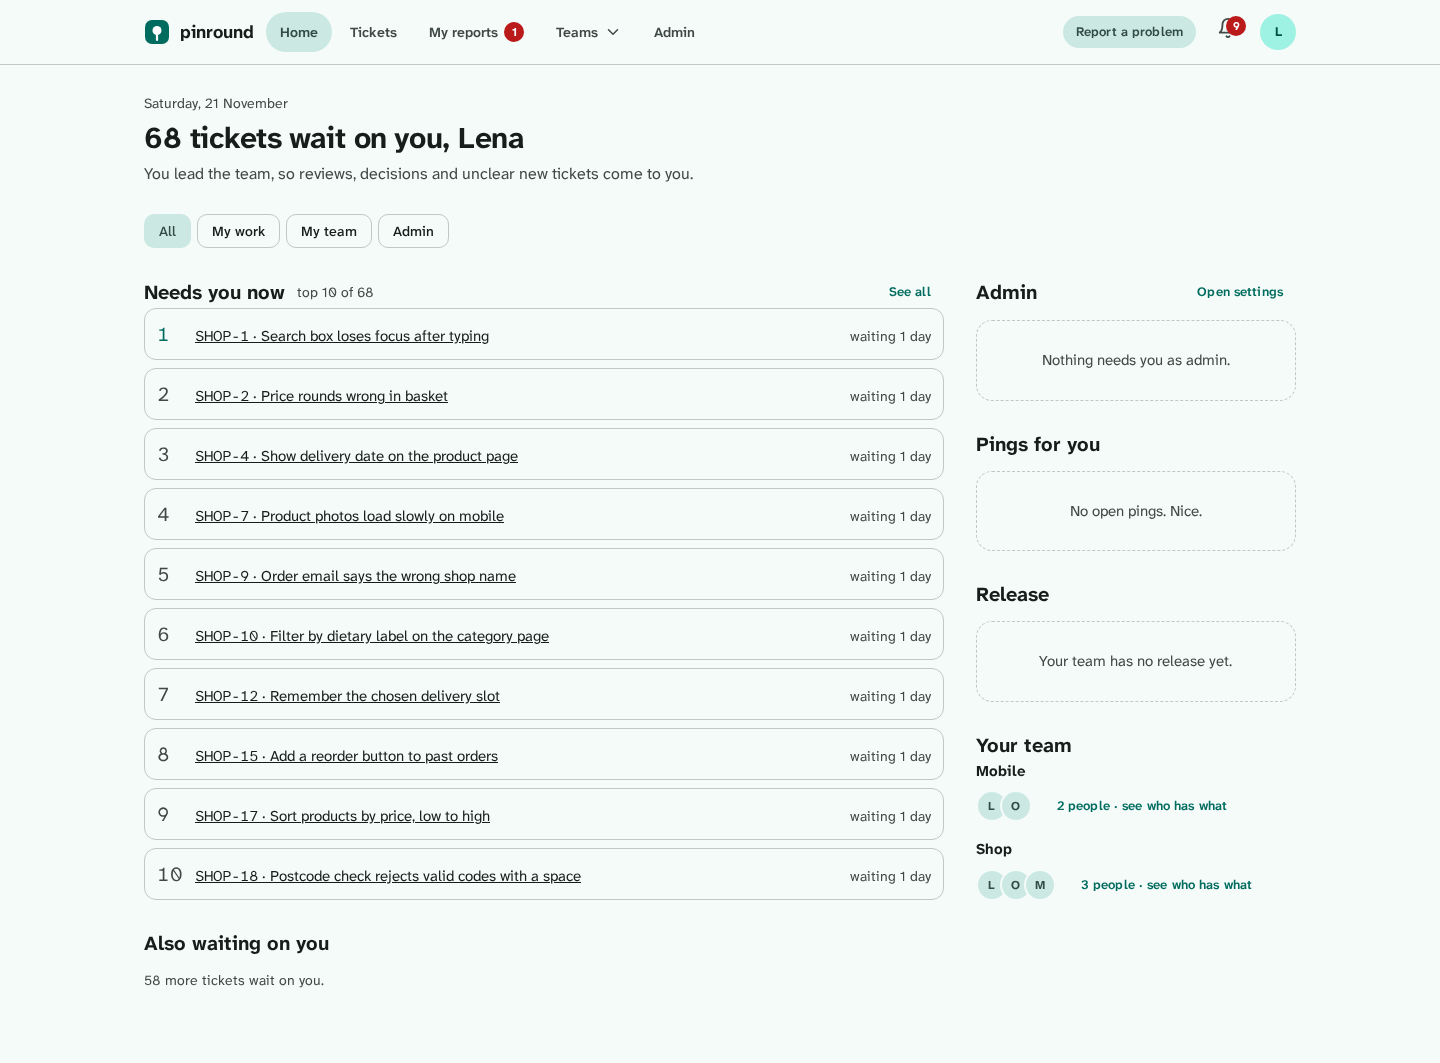 pinround
Home
Tickets
My reports 1
Teams
Admin
Report a problem
9
L
Saturday, 21 November
68 tickets wait on you, Lena
You lead the team, so reviews, decisions and unclear new tickets come to you.
All
My work
My team
Admin
Needs you now top 10 of 68 See all
1 SHOP-1 · Search box loses focus after typing waiting 1 day
2 SHOP-2 · Price rounds wrong in basket waiting 1 day
3 SHOP-4 · Show delivery date on the product page waiting 1 day
4 SHOP-7 · Product photos load slowly on mobile waiting 1 day
5 SHOP-9 · Order email says the wrong shop name waiting 1 day
6 SHOP-10 · Filter by dietary label on the category page waiting 1 day
7 SHOP-12 · Remember the chosen delivery slot waiting 1 day
8 SHOP-15 · Add a reorder button to past orders waiting 1 day
9 SHOP-17 · Sort products by price, low to high waiting 1 day
10 SHOP-18 · Postcode check rejects valid codes with a space waiting 1 day
Also waiting on you
58 more tickets wait on you.
Admin Open settings
Nothing needs you as admin.
Pings for you
No open pings. Nice.
Release
Your team has no release yet.
Your team
Mobile
L O 2 people · see who has what
Shop
L O M 3 people · see who has what